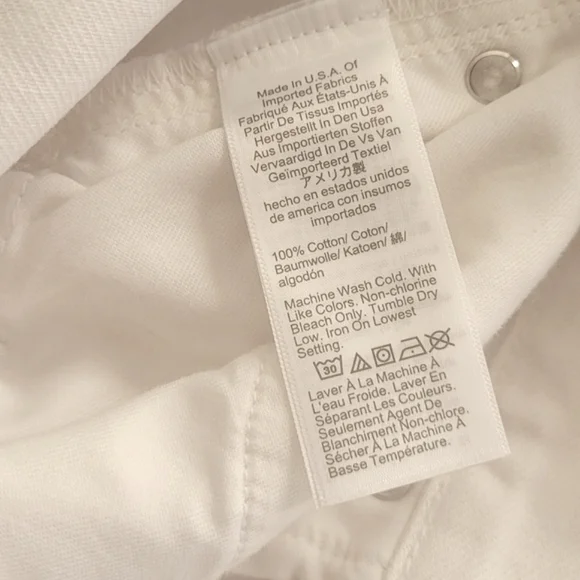 Made In U.S.A. Of
Imported Fabrics
Fabriqué Aux États-Unis À
Partir De Tissus Importés
Hergestellt In Den Usa
Aus Importierten Stoffen
Vervaardigd In De Vs Van
Geïmporteerd Textiel
アメリカ製
hecho en estados unidos
de america con insumos
importados
100% Cotton/ Coton/
Baumwolle/ Katoen/ 綿/
algodón
Machine Wash Cold. With
Like Colors. Non-chlorine
Bleach Only. Tumble Dry
Low. Iron On Lowest
Setting.
30
Laver À La Machine À
L'eau Froide. Laver En
Séparant Les Couleurs.
Seulement Agent De
Blanchiment Non-chlore.
Sécher À La Machine À
Basse Température.